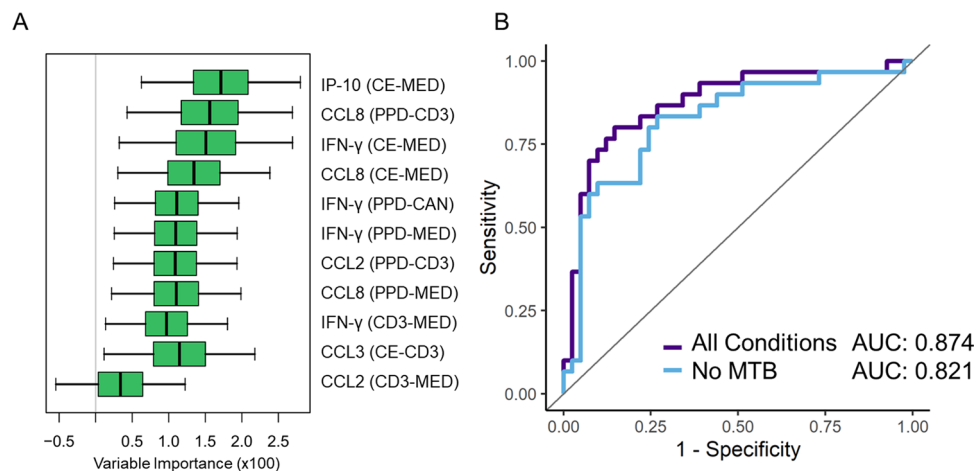 A
IP-10 (CE-MED)
CCL8 (PPD-CD3)
IFN-γ (CE-MED)
CCL8 (CE-MED)
IFN-γ (PPD-CAN)
IFN-γ (PPD-MED)
CCL2 (PPD-CD3)
CCL8 (PPD-MED)
IFN-γ (CD3-MED)
CCL3 (CE-CD3)
CCL2 (CD3-MED)
−0.5 0.5 1.0 1.5 2.0 2.5
Variable Importance (x100)
B
1.00
0.75
0.50
0.25
0.00
Sensitivity
All Conditions AUC: 0.874
No MTB AUC: 0.821
0.00 0.25 0.50 0.75 1.00
1 - Specificity